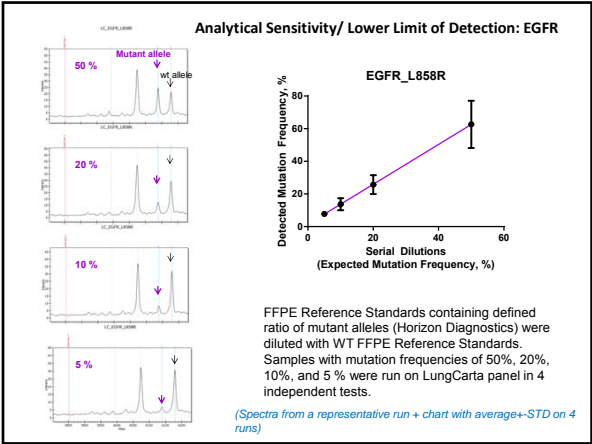 Analytical Sensitivity/ Lower Limit of Detection: EGFR
LC_EGFR_L858R
Mutant allele
50 %
wt allele
LC_EGFR_L858R
20 %
LC_EGFR_L858R
10 %
LC_EGFR_L858R
5 %
EGFR_L858R
Detected Mutation Frequency, %
80
60
40
20
0
0
20
40
60
Serial Dilutions
(Expected Mutation Frequency, %)
FFPE Reference Standards containing defined
ratio of mutant alleles (Horizon Diagnostics) were
diluted with WT FFPE Reference Standards.
Samples with mutation frequencies of 50%, 20%,
10%, and 5 % were run on LungCarta panel in 4
independent tests.
(Spectra from a representative run + chart with average+-STD on 4
runs)